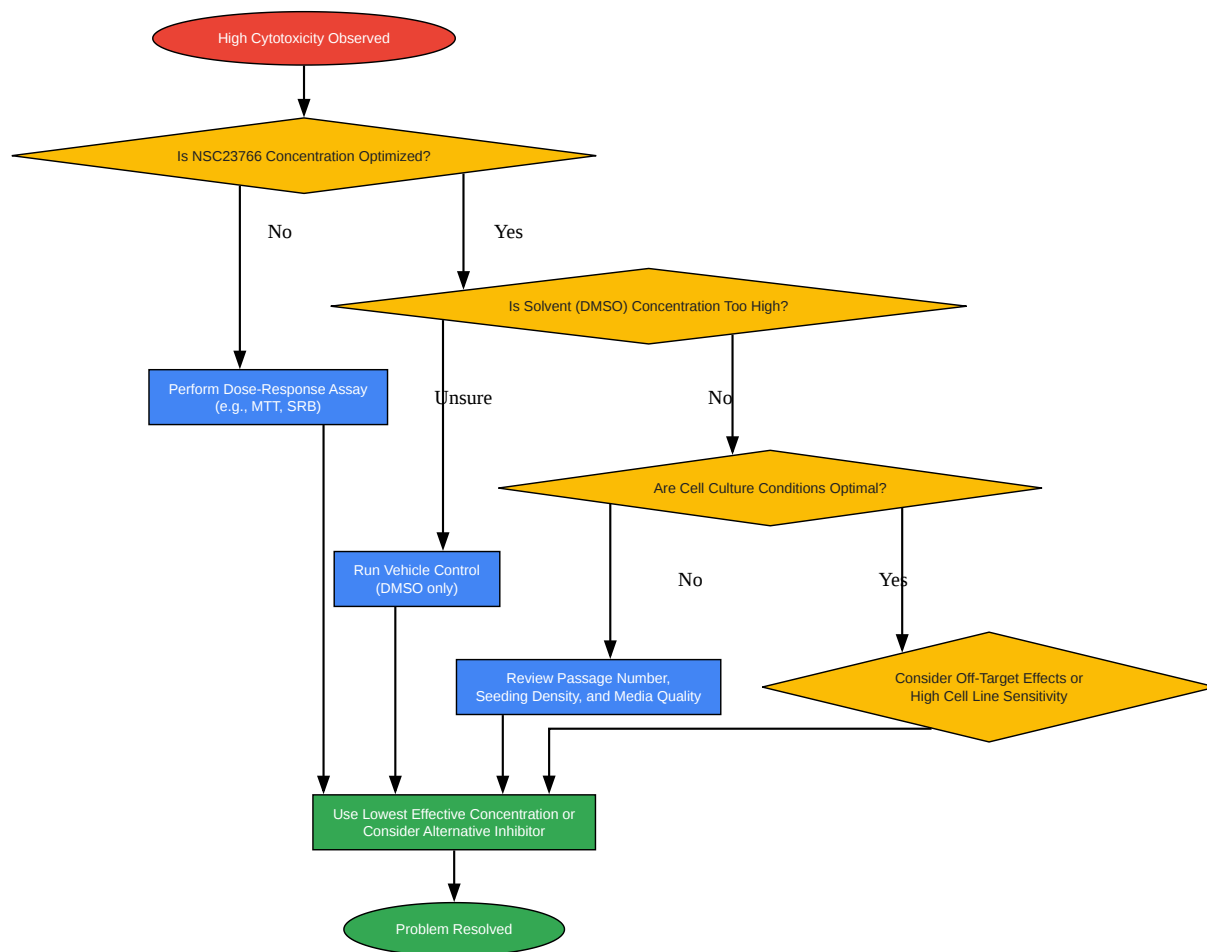 High Cytotoxicity Observed
Is NSC23766 Concentration Optimized?
No
Yes
Is Solvent (DMSO) Concentration Too High?
Perform Dose-Response Assay
(e.g., MTT, SRB)
Unsure
No
Are Cell Culture Conditions Optimal?
Run Vehicle Control
(DMSO only)
No
Yes
Review Passage Number,
Seeding Density, and Media Quality
Consider Off-Target Effects or
High Cell Line Sensitivity
Use Lowest Effective Concentration or
Consider Alternative Inhibitor
Problem Resolved